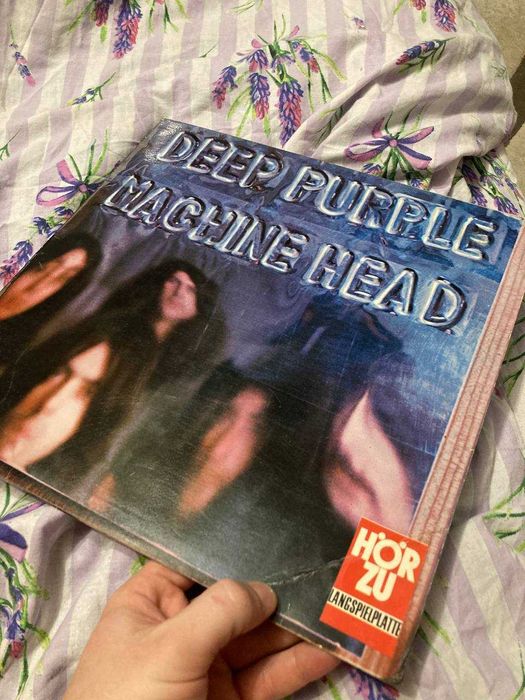 DEEP PURPLE
MACHINE HEAD
HÖR
ZU
LANGSPIELPLATTE